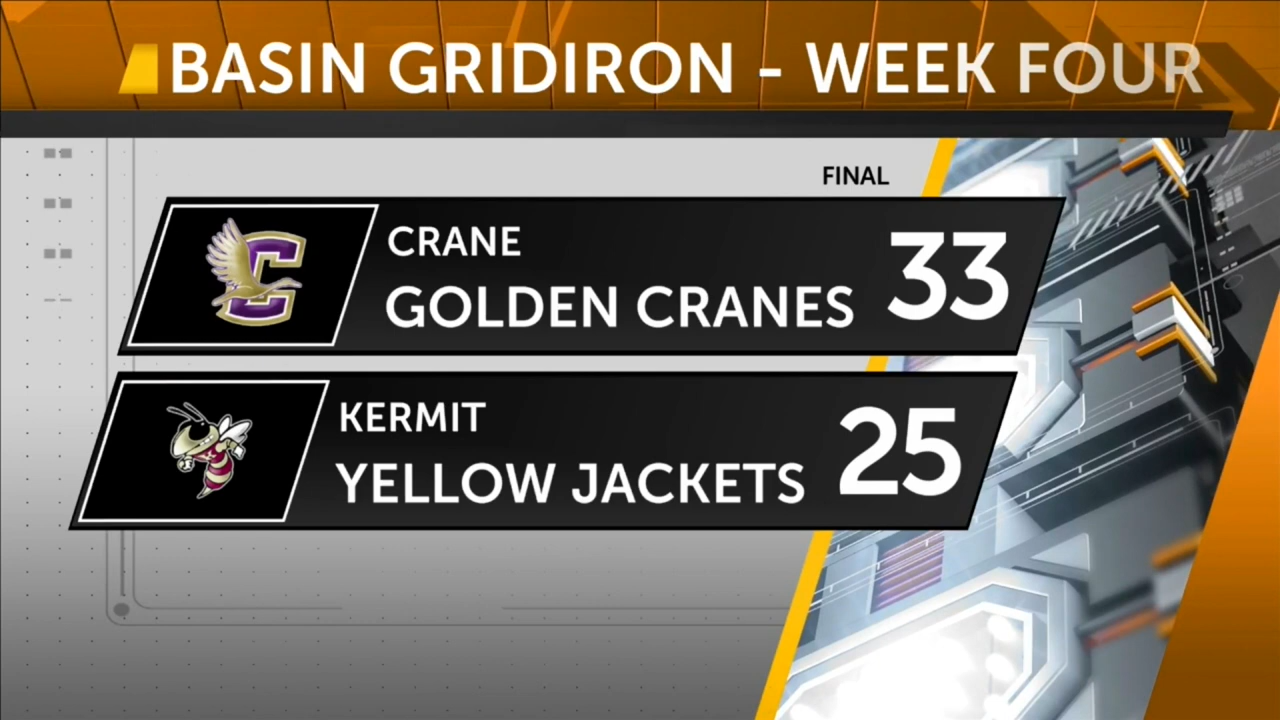 BASIN GRIDIRON - WEEK FOUR
FINAL
C
CRANE
GOLDEN CRANES
33
KERMIT
YELLOW JACKETS
25